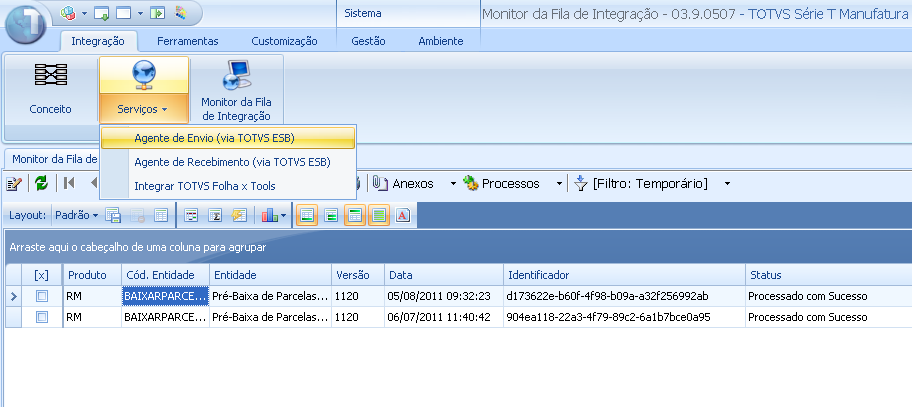 Sistema
Monitor da Fila de Integração - 03.9.0507 - TOTVS Série T Manufatura
Integração Ferramentas Customização Gestão Ambiente
Conceito
Serviços
Monitor da Fila
de Integração
Agente de Envio (via TOTVS ESB)
Agente de Recebimento (via TOTVS ESB)
Integrar TOTVS Folha x Tools
Monitor da Fila de
Anexos Processos [Filtro: Temporário]
Layout: Padrão
Arraste aqui o cabeçalho de uma coluna para agrupar
[x] Produto Cód. Entidade Entidade Versão Data Identificador Status
RM BAIXARPARCE... Pré-Baixa de Parcelas... 1120 05/08/2011 09:32:23 d173622e-b60f-4f98-b09a-a32f256992ab Processado com Sucesso
RM BAIXARPARCE... Pré-Baixa de Parcelas... 1120 06/07/2011 11:40:42 904ea118-22a3-4f79-89c2-6a1b7bce0a95 Processado com Sucesso